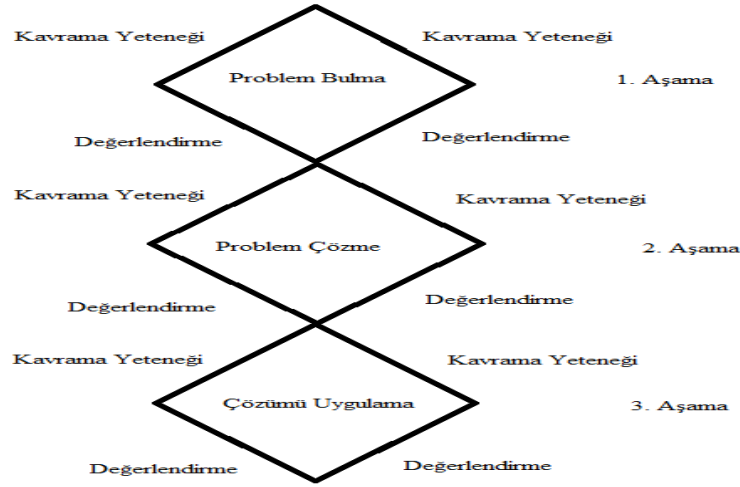 Kavrama Yeteneği Kavrama Yeteneği
Problem Bulma 1. Aşama
Değerlendirme Değerlendirme
Kavrama Yeteneği Kavrama Yeteneği
Problem Çözme 2. Aşama
Değerlendirme Değerlendirme
Kavrama Yeteneği Kavrama Yeteneği
Çözümü Uygulama 3. Aşama
Değerlendirme Değerlendirme